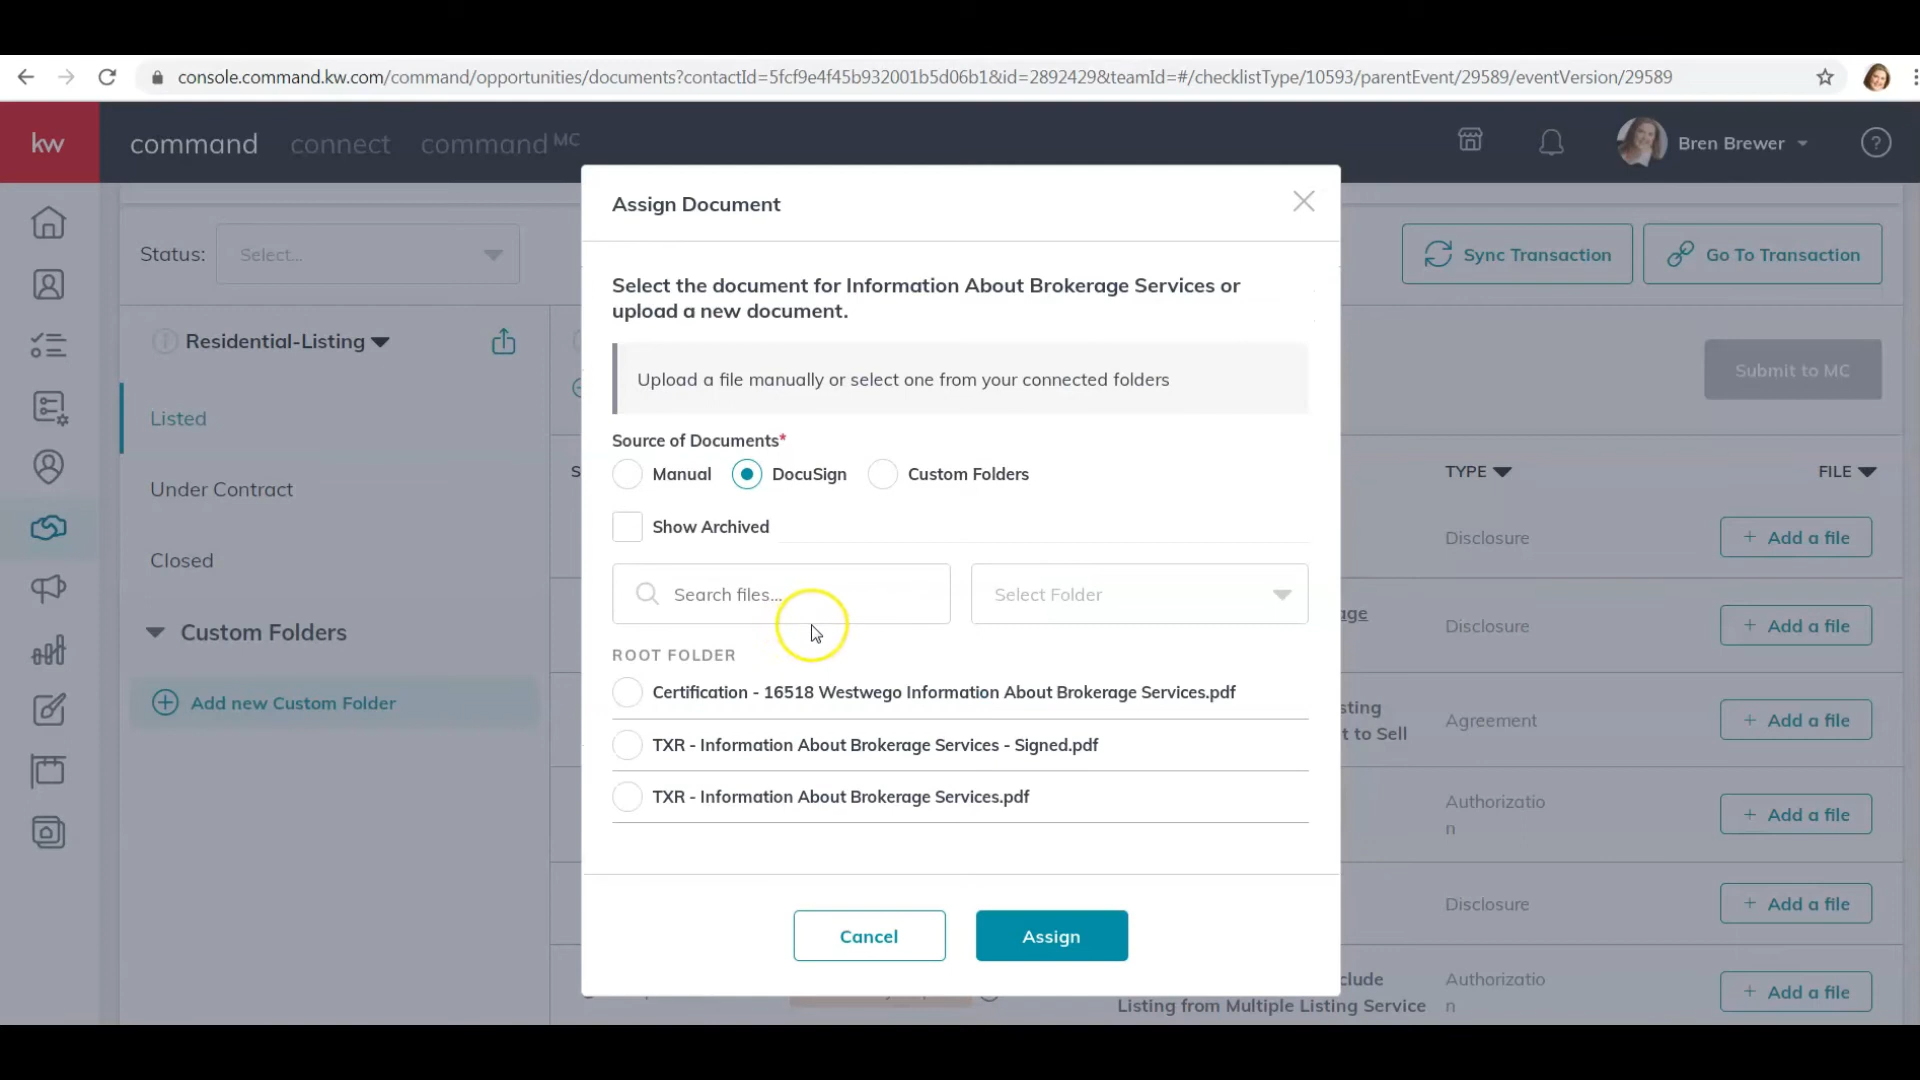 console.command.kw.com/command/opportunities/documents?contactId=5fcf9e4f45b932001b5d06b1&id=2892429&teamId=#/checklistType/10593/parentEvent/29589/eventVersion/29589
kw
command
connect
command MC
Bren Brewer
?
Assign Document
Status:
Select...
Sync Transaction
Go To Transaction
Select the document for Information About Brokerage Services or
upload a new document.
Residential-Listing
Submit to MC
Upload a file manually or select one from your connected folders
Listed
Source of Documents*
Manual
DocuSign
Custom Folders
S
TYPE
FILE
Under Contract
Show Archived
Disclosure
+ Add a file
Closed
Search files...
Select Folder
age
Disclosure
+ Add a file
Custom Folders
ROOT FOLDER
Certification - 16518 Westwego Information About Brokerage Services.pdf
Add new Custom Folder
sting
t to Sell
Agreement
+ Add a file
TXR - Information About Brokerage Services - Signed.pdf
TXR - Information About Brokerage Services.pdf
Authorizatio
n
+ Add a file
Disclosure
+ Add a file
Cancel
Assign
clude
Listing from Multiple Listing Service
Authorizatio
n
+ Add a file